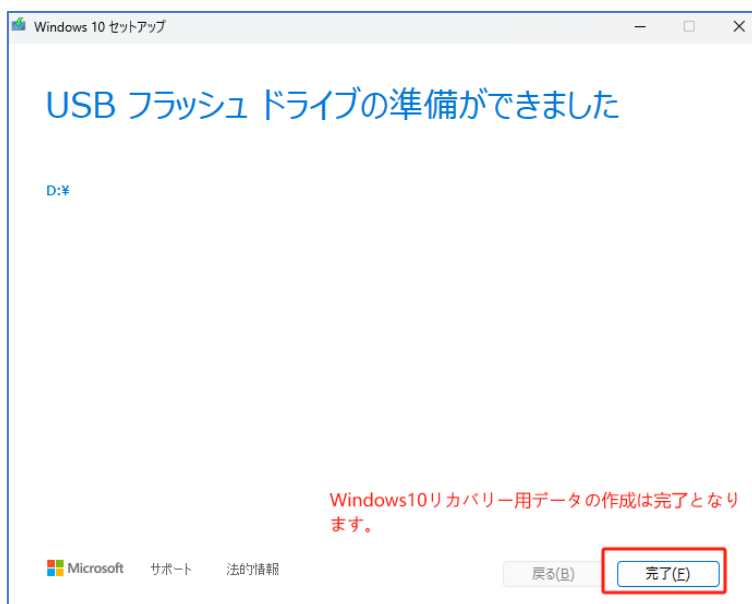 Windows 10 セットアップ
USB フラッシュ ドライブの準備ができました
D:¥
Windows10リカバリー用データの作成は完了となり
ます。
Microsoft サポート 法的情報 戻る(B) 完了(F)